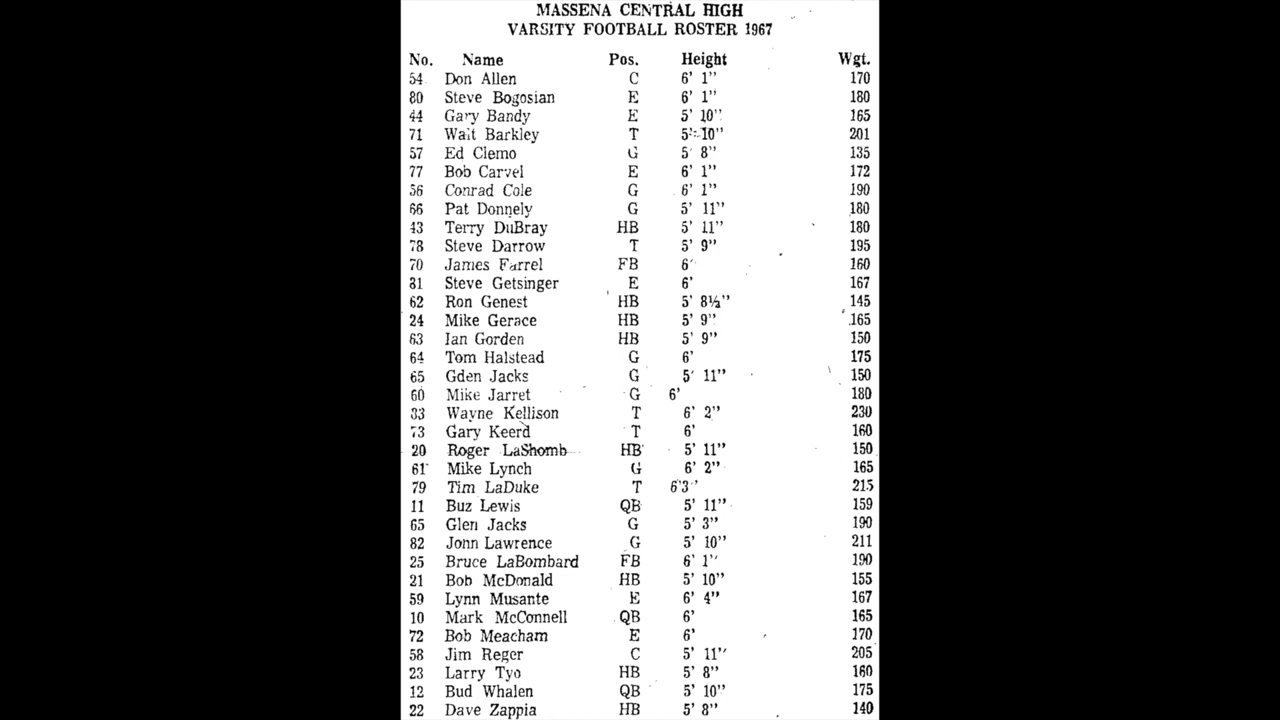 MASSENA CENTRAL HIGH
VARSITY FOOTBALL ROSTER 1967
No. Name Pos. Height Wgt.
54 Don Allen C 6' 1" 170
80 Steve Bogosian E 6' 1" 180
44 Gary Bandy E 5' 10" 165
71 Walt Barkley T 5' 10" 201
57 Ed Clemo G 5' 8" 135
77 Bob Carvel E 6' 1" 172
56 Conrad Cole G 6' 1" 190
66 Pat Donnely G 5' 11" 180
43 Terry DuBray HB 5' 11" 180
78 Steve Darrow T 5' 9" 195
70 James Farrel FB 6' 160
81 Steve Getsinger E 6' 167
62 Ron Genest HB 5' 8½" 145
24 Mike Gerace HB 5' 9" 165
63 Ian Gorden HB 5' 9" 150
64 Tom Halstead G 6' 175
65 Gden Jacks G 5' 11" 150
60 Mike Jarret G 6' 180
83 Wayne Kellison T 6' 2" 230
73 Gary Keerd T 6' 160
20 Roger LaShomb HB 5' 11" 150
61 Mike Lynch G 6' 2" 165
79 Tim LaDuke T 6'3" 215
11 Buz Lewis QB 5' 11" 159
65 Glen Jacks G 5' 3" 190
82 John Lawrence G 5' 10" 211
25 Bruce LaBombard FB 6' 1" 190
21 Bob McDonald HB 5' 10" 155
59 Lynn Musante E 6' 4" 167
10 Mark McConnell QB 6' 165
72 Bob Meacham E 6' 170
58 Jim Reger C 5' 11" 205
23 Larry Tyo HB 5' 8" 160
12 Bud Whalen QB 5' 10" 175
22 Dave Zappia HB 5' 8" 140